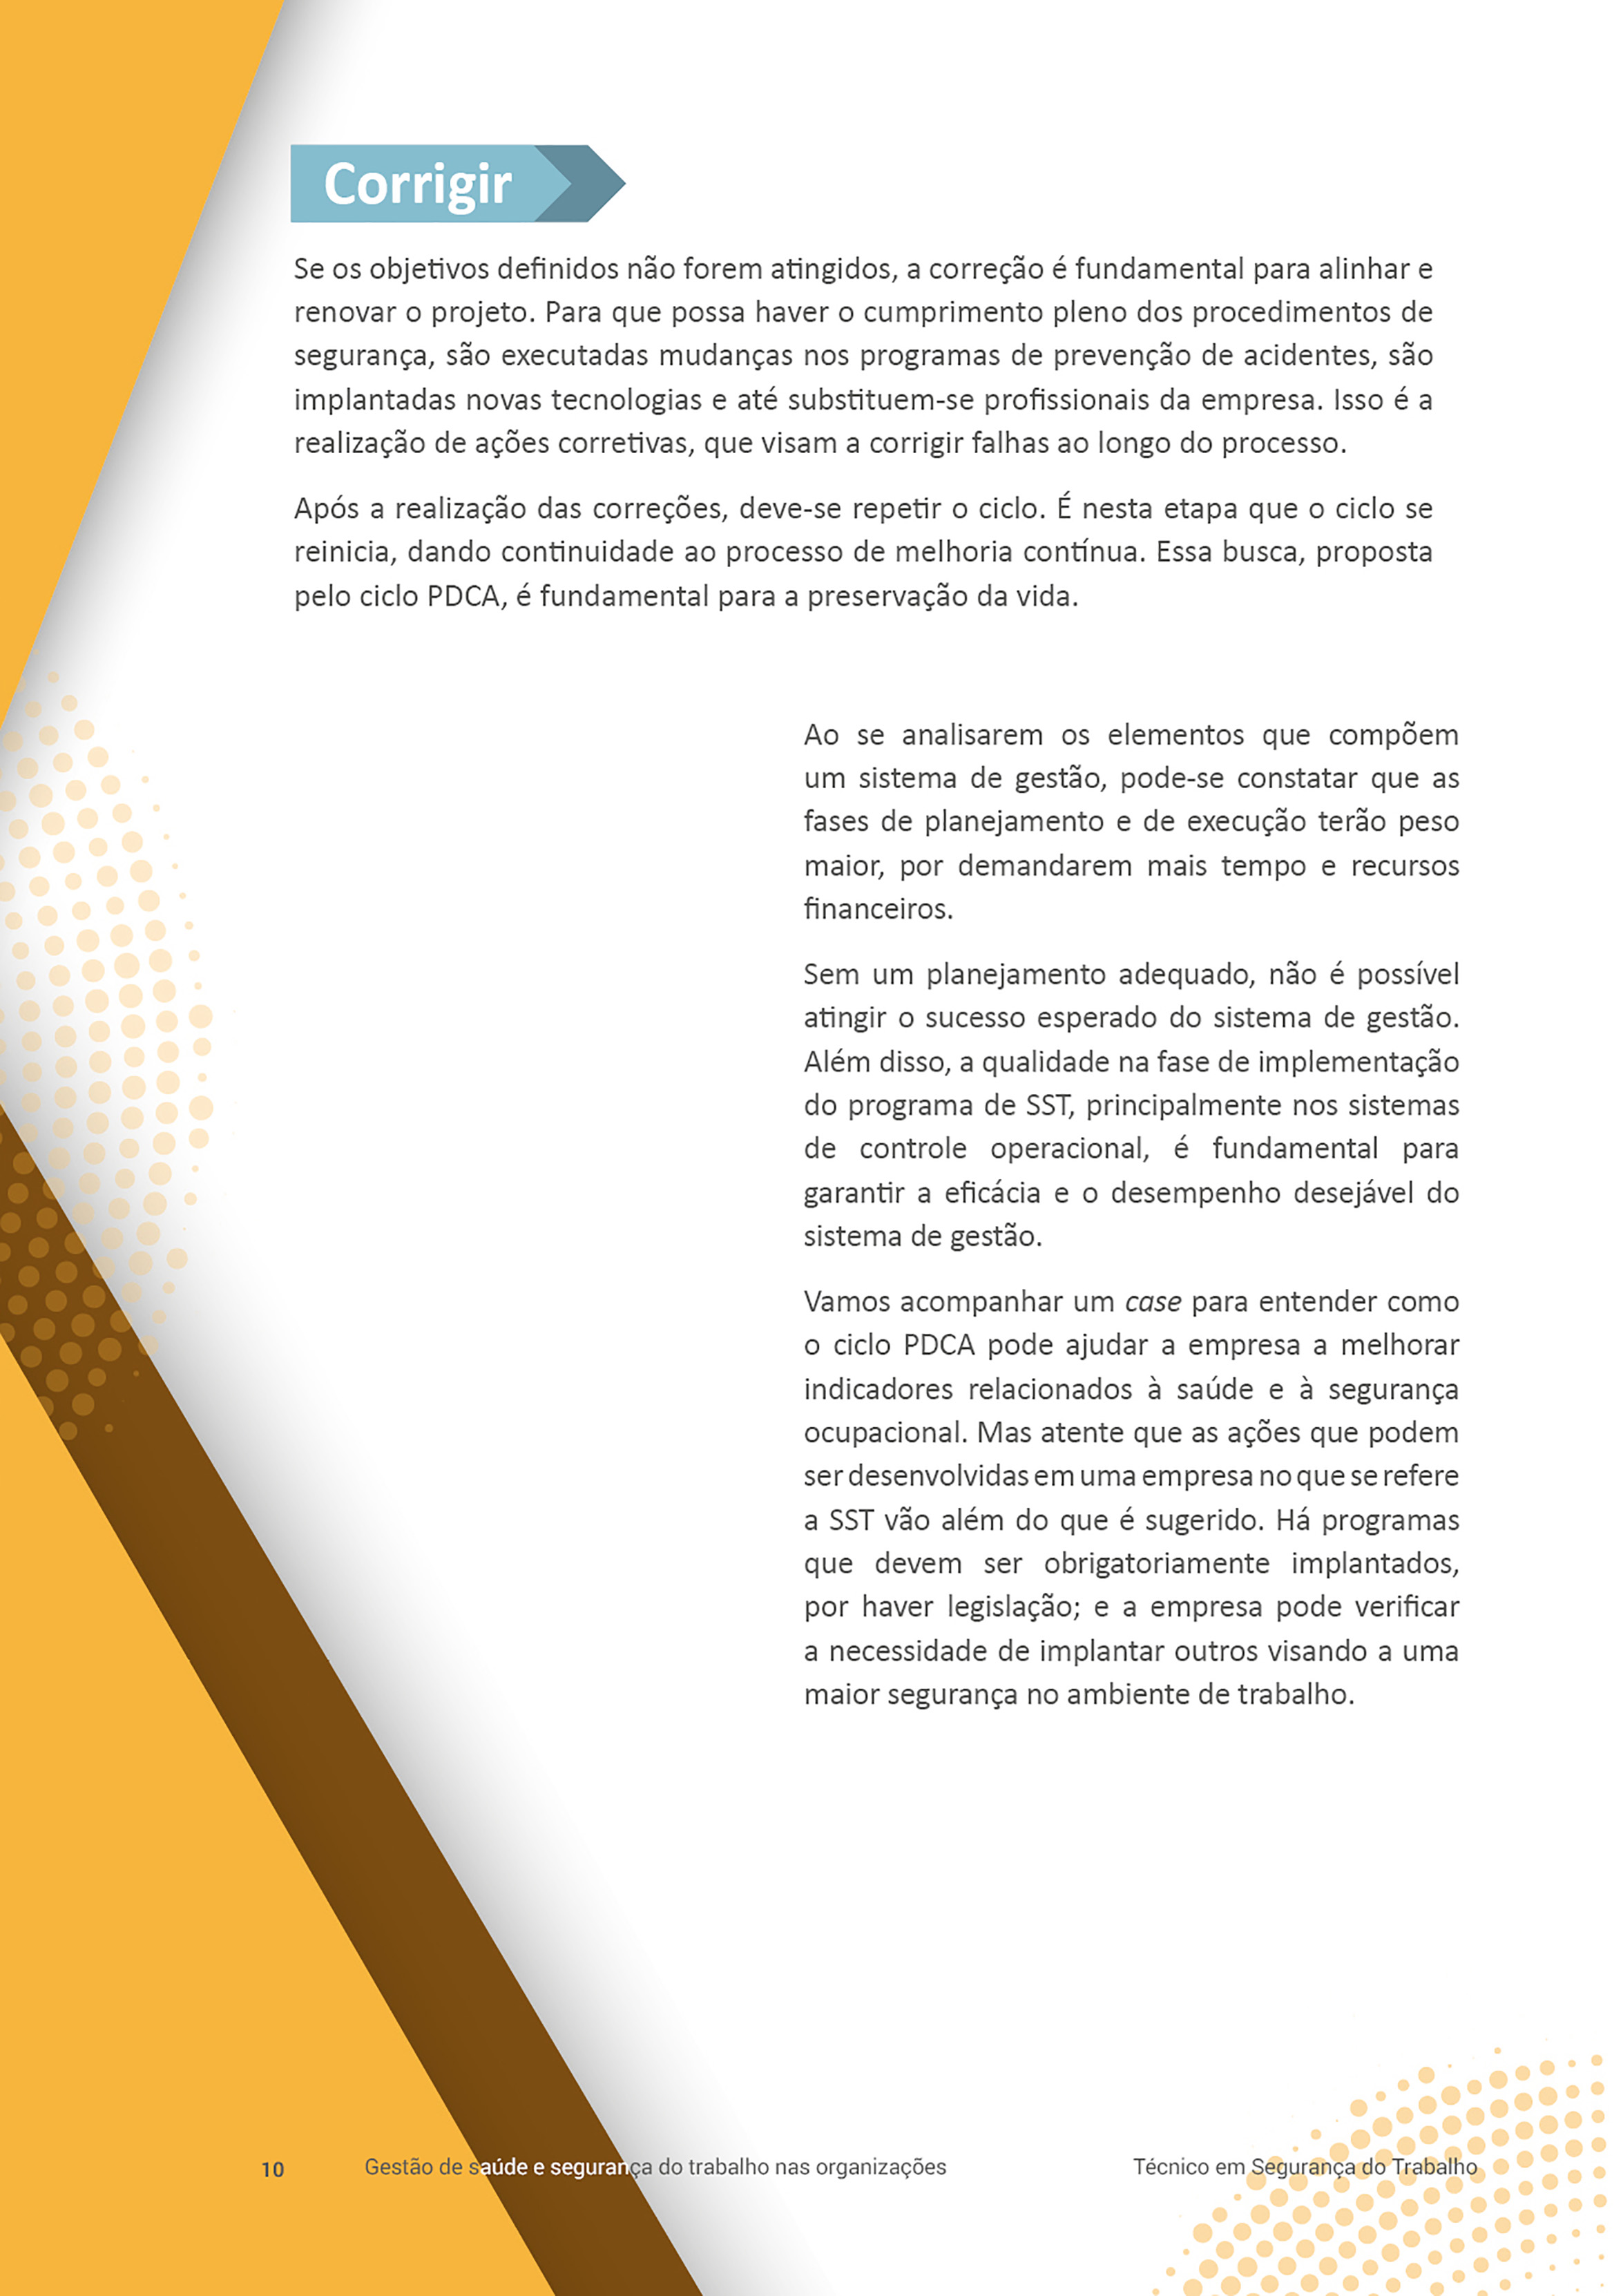 Corrigir
Se os objetivos definidos não forem atingidos, a correção é fundamental para alinhar e
renovar o projeto. Para que possa haver o cumprimento pleno dos procedimentos de
segurança, são executadas mudanças nos programas de prevenção de acidentes, são
implantadas novas tecnologias e até substituem-se profissionais da empresa. Isso é a
realização de ações corretivas, que visam a corrigir falhas ao longo do processo.
Após a realização das correções, deve-se repetir o ciclo. É nesta etapa que o ciclo se
reinicia, dando continuidade ao processo de melhoria contínua. Essa busca, proposta
pelo ciclo PDCA, é fundamental para a preservação da vida.
Ao se analisarem os elementos que compõem
um sistema de gestão, pode-se constatar que as
fases de planejamento e de execução terão peso
maior, por demandarem mais tempo e recursos
financeiros.
Sem um planejamento adequado, não é possível
atingir o sucesso esperado do sistema de gestão.
Além disso, a qualidade na fase de implementação
do programa de SST, principalmente nos sistemas
de controle operacional, é fundamental para
garantir a eficácia e o desempenho desejável do
sistema de gestão.
Vamos acompanhar um case para entender como
o ciclo PDCA pode ajudar a empresa a melhorar
indicadores relacionados à saúde e à segurança
ocupacional. Mas atente que as ações que podem
ser desenvolvidas em uma empresa no que se refere
a SST vão além do que é sugerido. Há programas
que devem ser obrigatoriamente implantados,
por haver legislação; e a empresa pode verificar
a necessidade de implantar outros visando a uma
maior segurança no ambiente de trabalho.
10 Gestão de saúde e segurança do trabalho nas organizações Técnico em Segurança do Trabalho